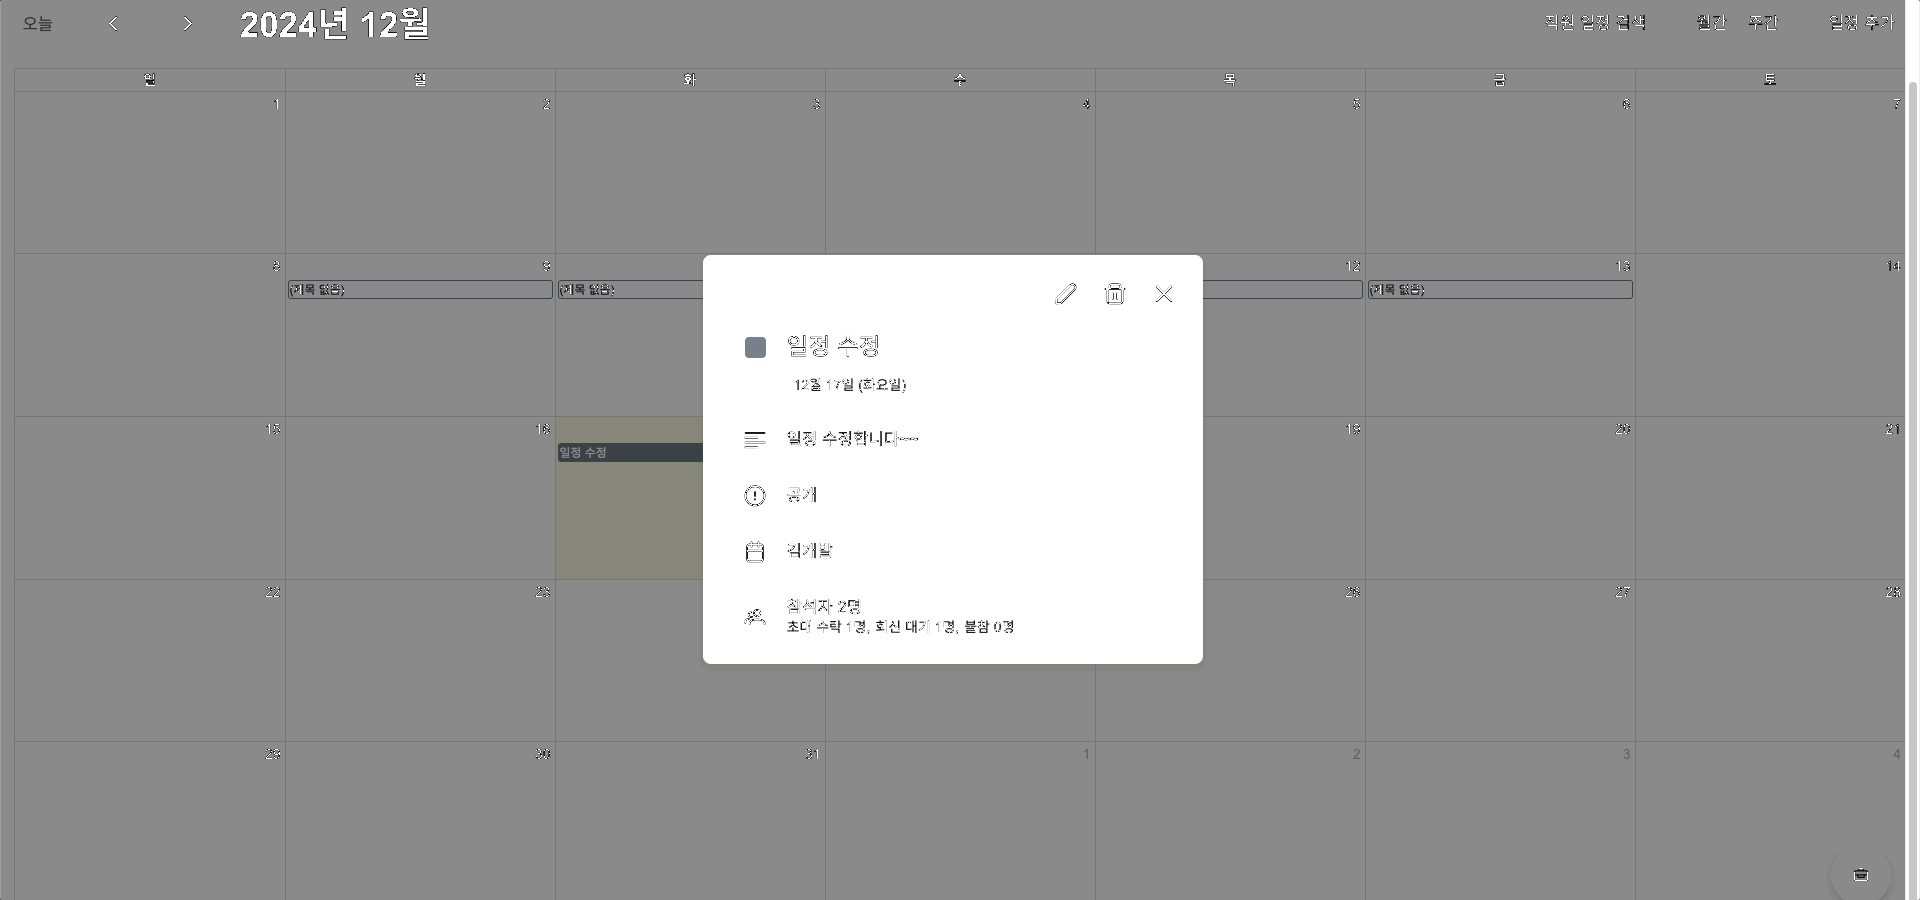 오늘
2024년 12월
직원 일정 검색 월간 주간 일정 추가
일 월 화 수 목 금 토
1 2 3 4 5 6 7
8 9 12 13 14
(제목 없음) (제목 없음) (제목 없음)
일정 수정
12월 17일 (화요일)
일정 수정합니다~~
공개
김개발
참석자 2명
초대 수락 1명, 회신 대기 1명, 불참 0명
15 16 19 20 21
일정 수정
22 23 26 27 28
29 30 31 1 2 3 4